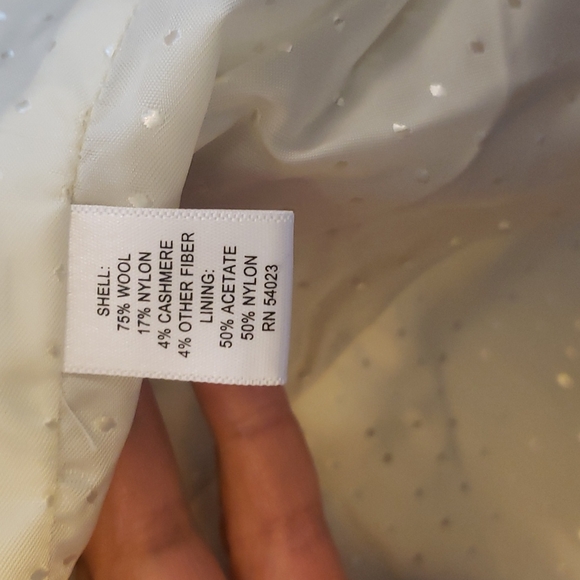 SHELL:
75% WOOL
17% NYLON
4% CASHMERE
4% OTHER FIBER
LINING:
50% ACETATE
50% NYLON
RN 54023